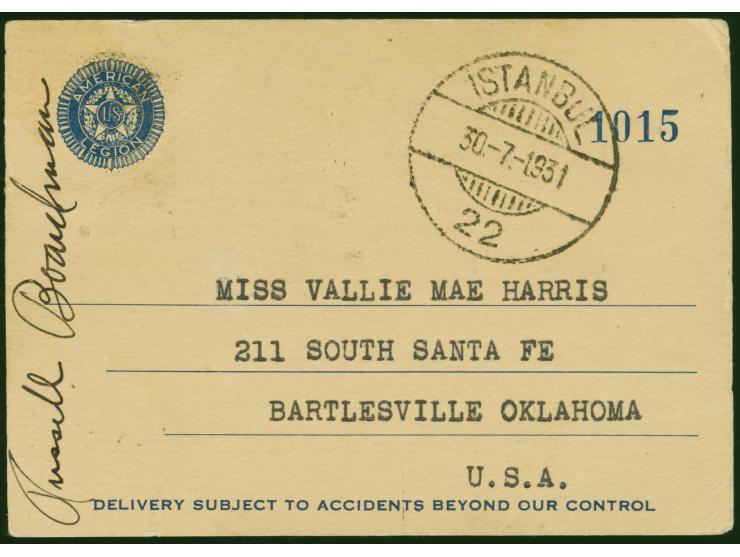 AMERICAN
US
LEGION
ISTANBUL
30.-7.-1931
22
1015
Russell Boardman
MISS VALLIE MAE HARRIS
211 SOUTH SANTA FE
BARTLESVILLE OKLAHOMA
U.S.A.
DELIVERY SUBJECT TO ACCIDENTS BEYOND OUR CONTROL